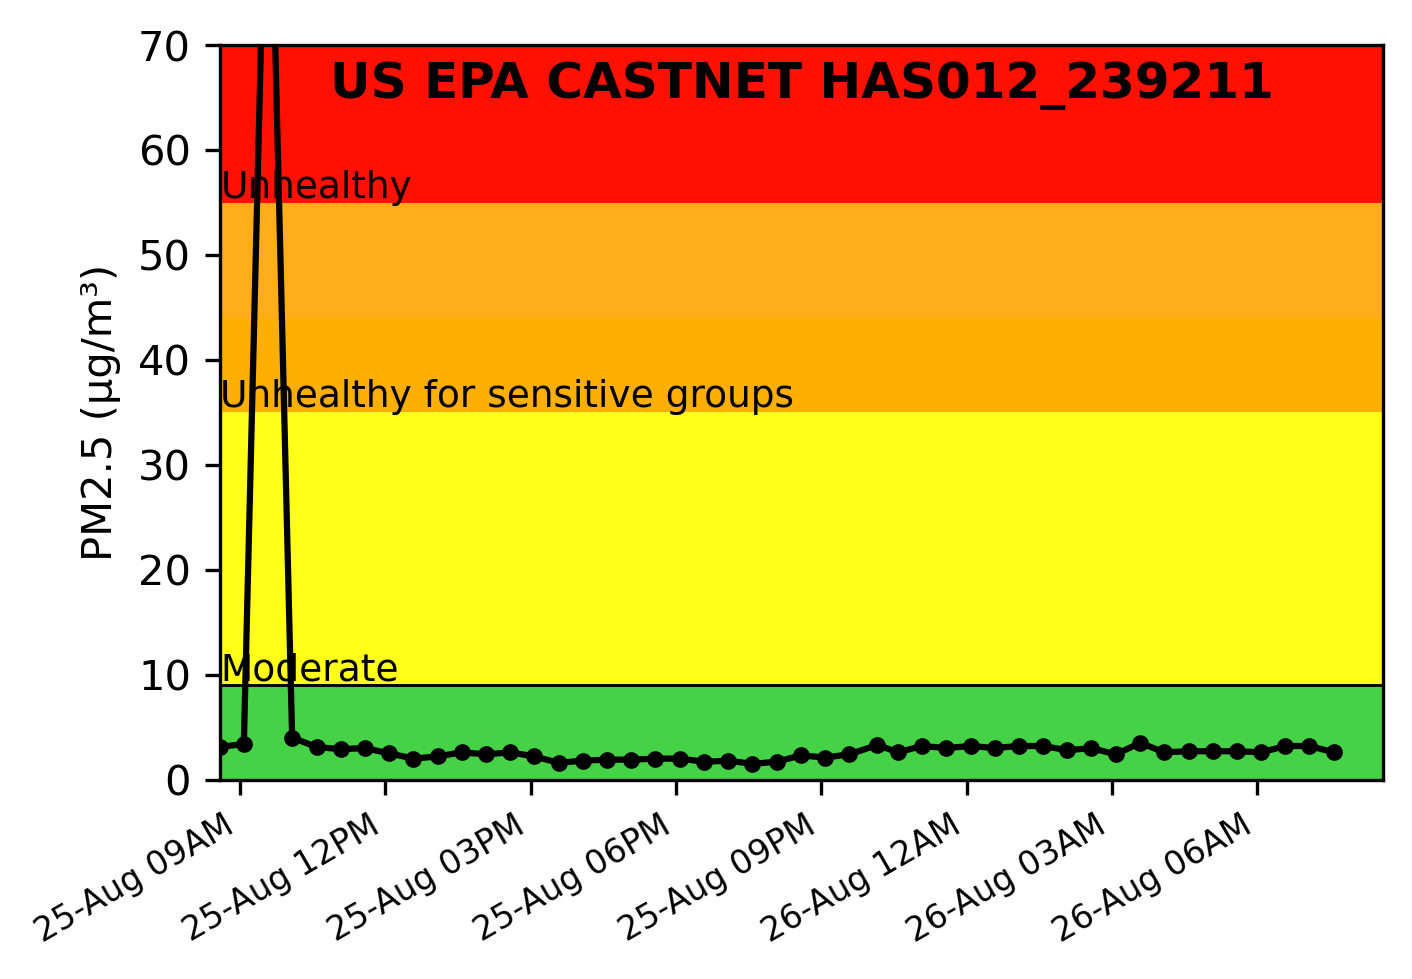 US EPA CASTNET HAS012_239211
PM2.5 (µg/m³)
70
60
Unhealthy
50
40
Unhealthy for sensitive groups
30
20
Moderate
10
0
25-Aug 09AM
25-Aug 12PM
25-Aug 03PM
25-Aug 06PM
25-Aug 09PM
26-Aug 12AM
26-Aug 03AM
26-Aug 06AM